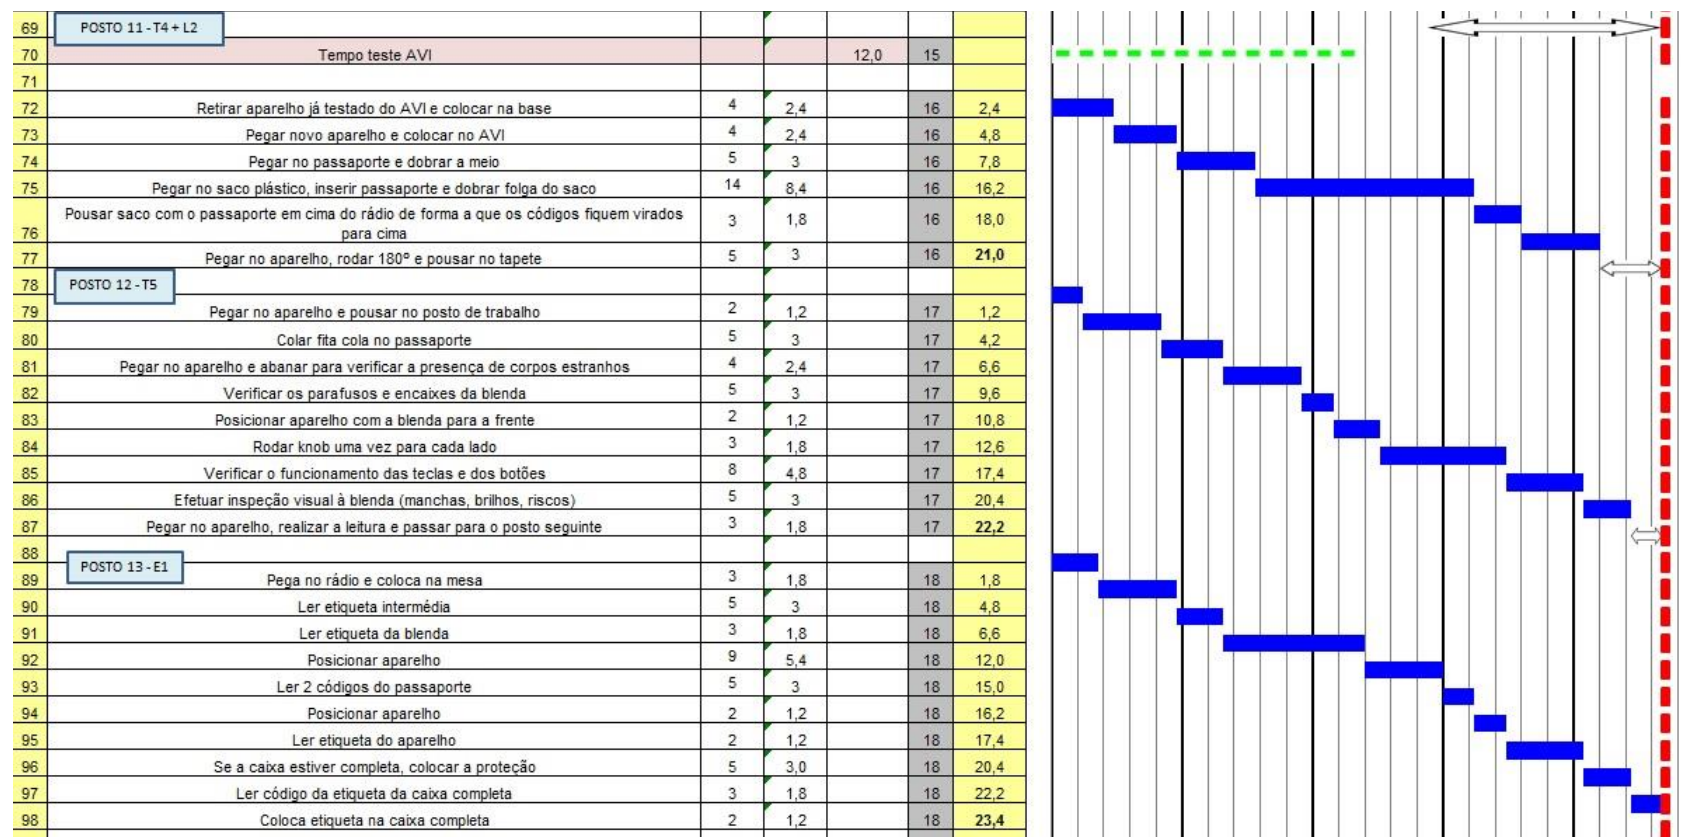 69 POSTO 11 - T4 + L2
70 Tempo teste AVI 12,0 15
71
72 Retirar aparelho já testado do AVI e colocar na base 4 2,4 16 2,4
73 Pegar novo aparelho e colocar no AVI 4 2,4 16 4,8
74 Pegar no passaporte e dobrar a meio 5 3 16 7,8
75 Pegar no saco plástico, inserir passaporte e dobrar folga do saco 14 8,4 16 16,2
Pousar saco com o passaporte em cima do rádio de forma a que os códigos fiquem virados
76 para cima 3 1,8 16 18,0
77 Pegar no aparelho, rodar 180º e pousar no tapete 5 3 16 21,0
78 POSTO 12 - T5
79 Pegar no aparelho e pousar no posto de trabalho 2 1,2 17 1,2
80 Colar fita cola no passaporte 5 3 17 4,2
81 Pegar no aparelho e abanar para verificar a presença de corpos estranhos 4 2,4 17 6,6
82 Verificar os parafusos e encaixes da blenda 5 3 17 9,6
83 Posicionar aparelho com a blenda para a frente 2 1,2 17 10,8
84 Rodar knob uma vez para cada lado 3 1,8 17 12,6
85 Verificar o funcionamento das teclas e dos botões 8 4,8 17 17,4
86 Efetuar inspeção visual à blenda (manchas, brilhos, riscos) 5 3 17 20,4
87 Pegar no aparelho, realizar a leitura e passar para o posto seguinte 3 1,8 17 22,2
88 POSTO 13 - E1
89 Pega no rádio e coloca na mesa 3 1,8 18 1,8
90 Ler etiqueta intermédia 5 3 18 4,8
91 Ler etiqueta da blenda 3 1,8 18 6,6
92 Posicionar aparelho 9 5,4 18 12,0
93 Ler 2 códigos do passaporte 5 3 18 15,0
94 Posicionar aparelho 2 1,2 18 16,2
95 Ler etiqueta do aparelho 2 1,2 18 17,4
96 Se a caixa estiver completa, colocar a proteção 5 3,0 18 20,4
97 Ler código da etiqueta da caixa completa 3 1,8 18 22,2
98 Coloca etiqueta na caixa completa 2 1,2 18 23,4